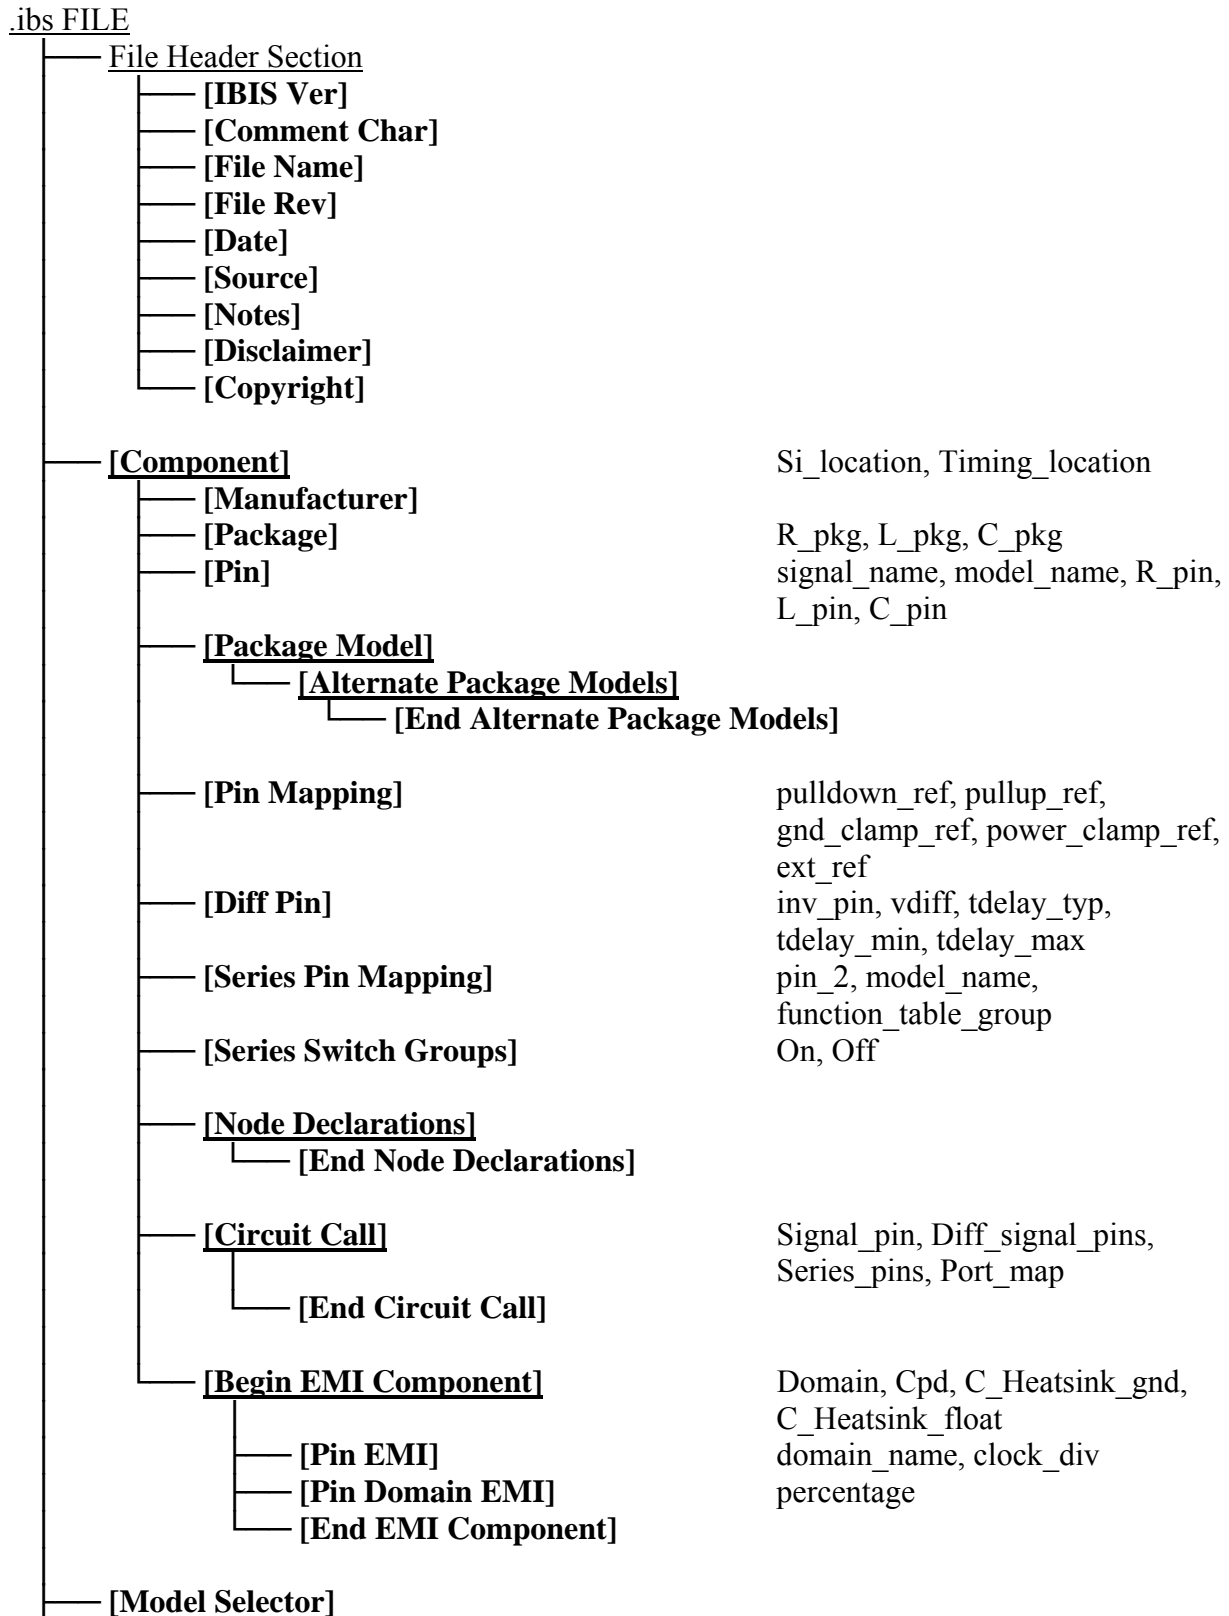 .ibs FILE
File Header Section
[IBIS Ver]
[Comment Char]
[File Name]
[File Rev]
[Date]
[Source]
[Notes]
[Disclaimer]
[Copyright]
[Component] Si_location, Timing_location
[Manufacturer]
[Package] R_pkg, L_pkg, C_pkg
[Pin] signal_name, model_name, R_pin,
L_pin, C_pin
[Package Model]
[Alternate Package Models]
[End Alternate Package Models]
[Pin Mapping] pulldown_ref, pullup_ref,
gnd_clamp_ref, power_clamp_ref,
ext_ref
[Diff Pin] inv_pin, vdiff, tdelay_typ,
tdelay_min, tdelay_max
[Series Pin Mapping] pin_2, model_name,
function_table_group
[Series Switch Groups] On, Off
[Node Declarations]
[End Node Declarations]
[Circuit Call] Signal_pin, Diff_signal_pins,
Series_pins, Port_map
[End Circuit Call]
[Begin EMI Component] Domain, Cpd, C_Heatsink_gnd,
C_Heatsink_float
[Pin EMI] domain_name, clock_div
[Pin Domain EMI] percentage
[End EMI Component]
[Model Selector]